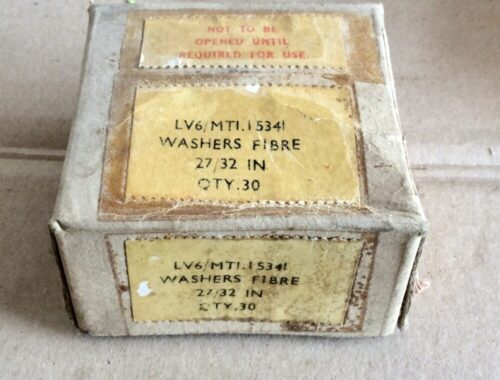 NOT TO BE
OPENED UNTIL
REQUIRED FOR USE.
LV6/MT1.15341
WASHERS FIBRE
27/32 IN
QTY.30
LV6/MT1.15341
WASHERS FIBRE
27/32 IN
QTY.30